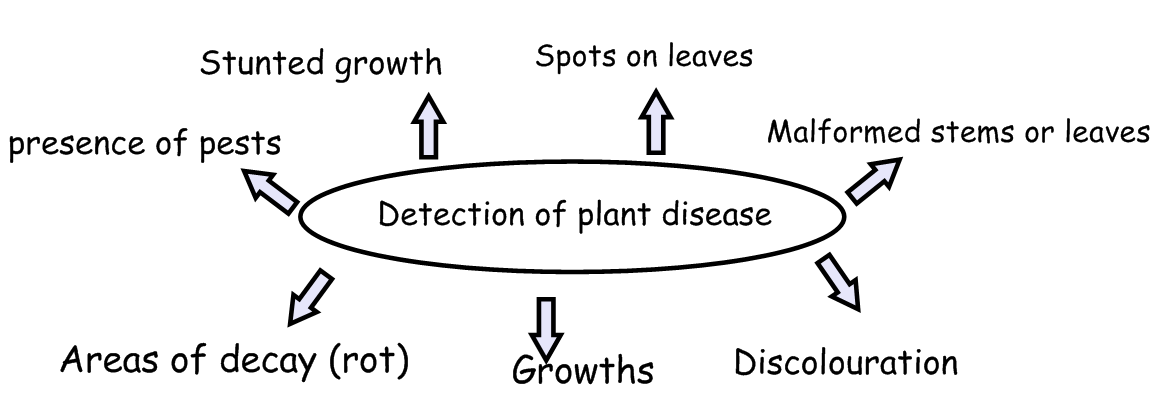 Stunted growth
Spots on leaves
presence of pests
Malformed stems or leaves
Detection of plant disease
Areas of decay (rot)
Growths
Discolouration